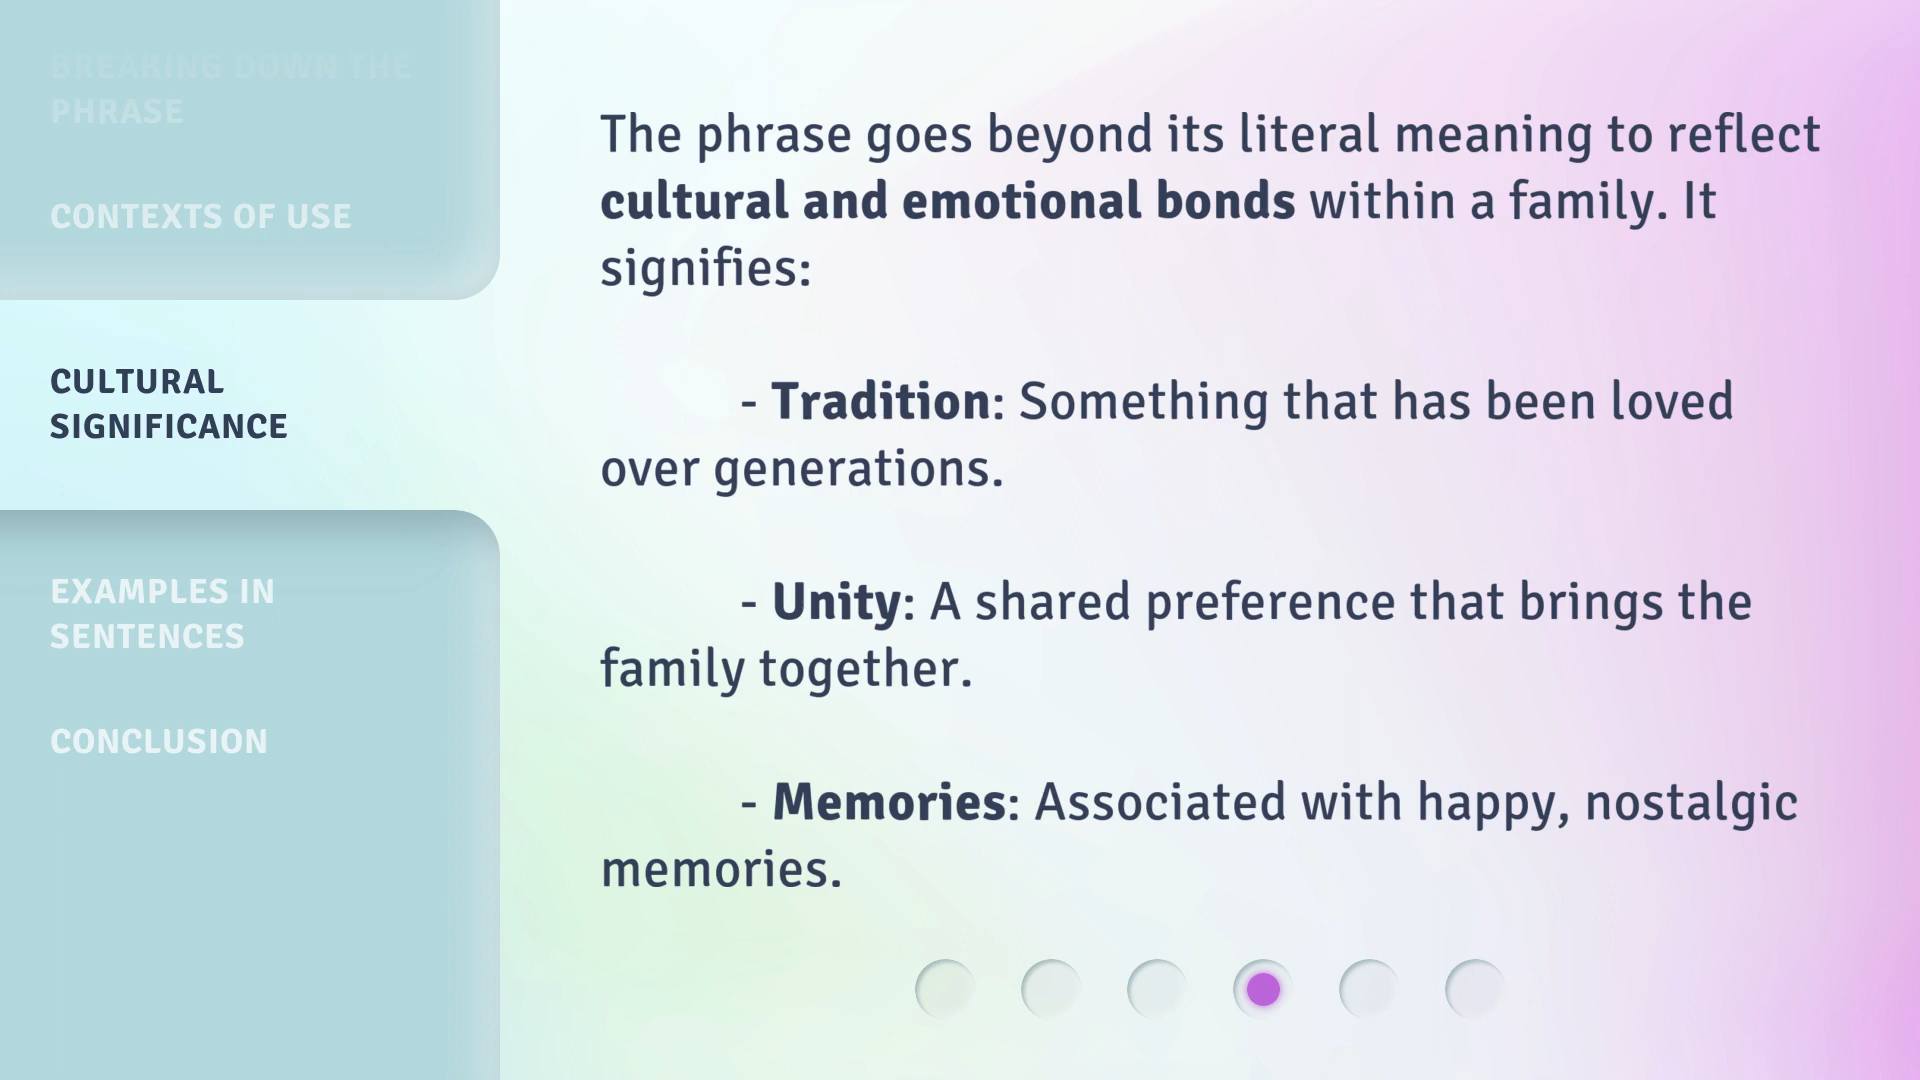 BREAKING DOWN THE
PHRASE
CONTEXTS OF USE
CULTURAL
SIGNIFICANCE
EXAMPLES IN
SENTENCES
CONCLUSION
The phrase goes beyond its literal meaning to reflect
cultural and emotional bonds within a family. It
signifies:
- Tradition: Something that has been loved
over generations.
- Unity: A shared preference that brings the
family together.
- Memories: Associated with happy, nostalgic
memories.